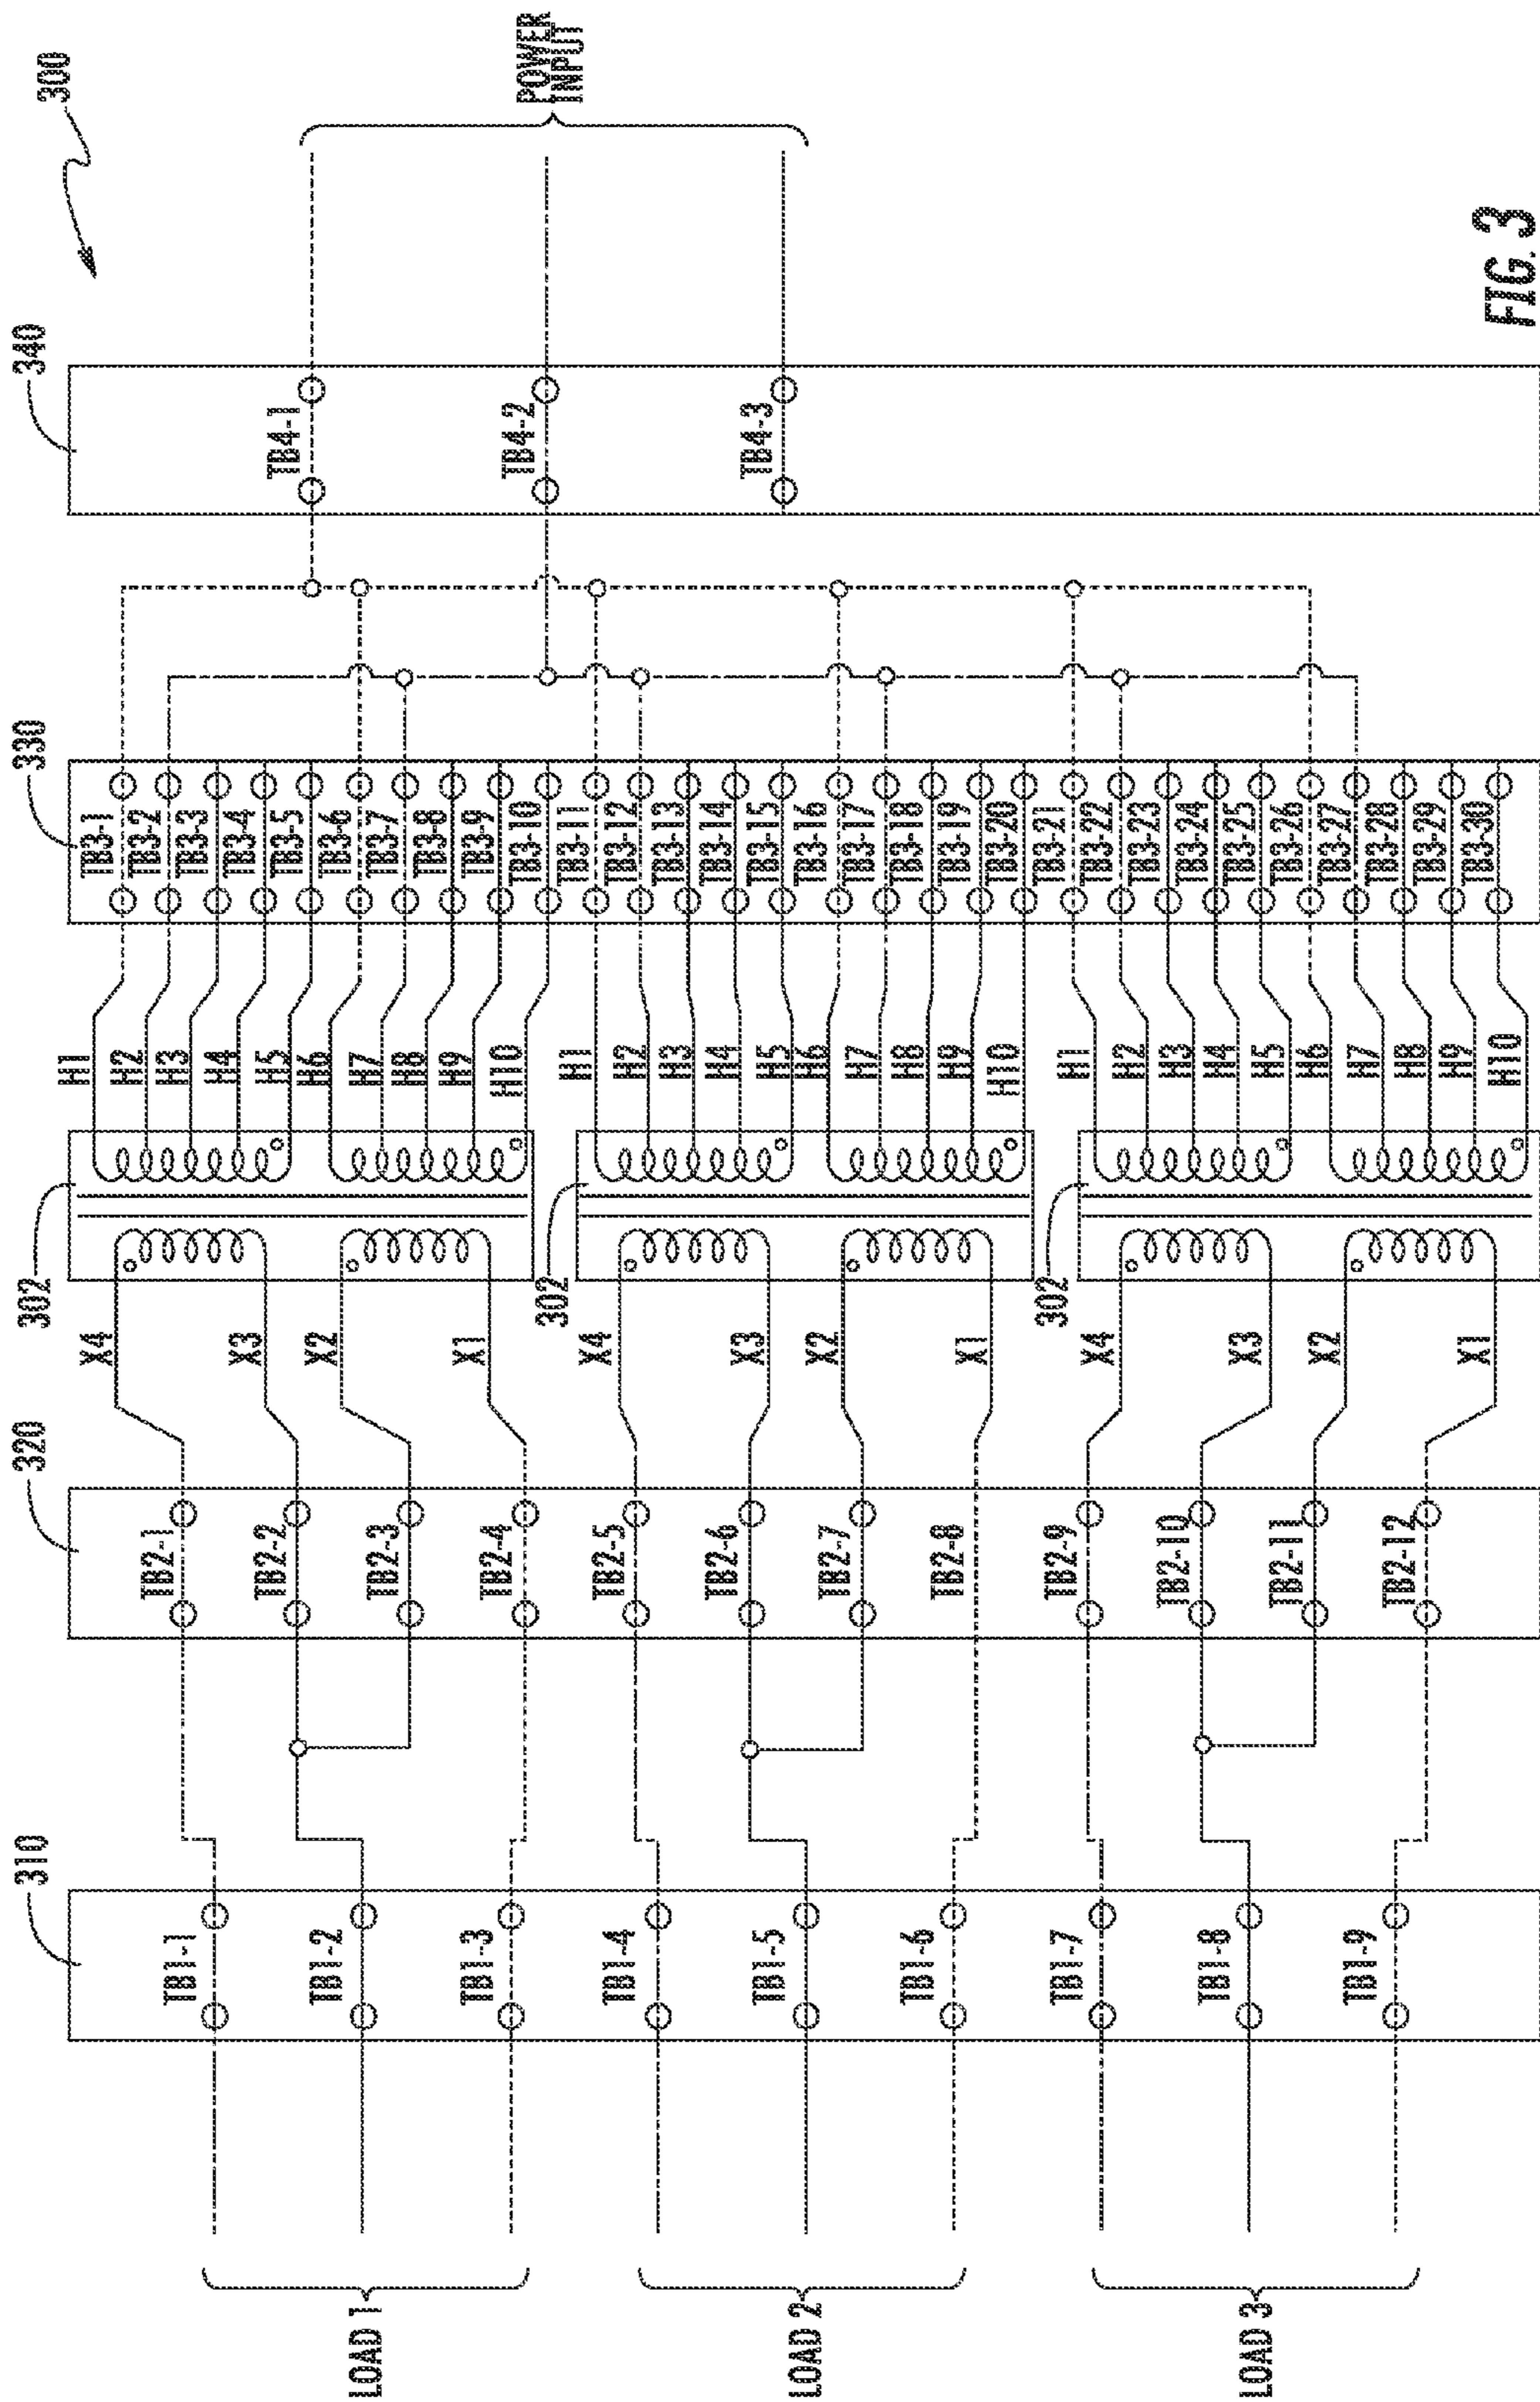 300
POWER
INPUT
340
TB4-1
TB4-2
TB4-3
330
TB3-1
TB3-2
TB3-3
TB3-4
TB3-5
TB3-6
TB3-7
TB3-8
TB3-9
TB3-10
TB3-11
TB3-12
TB3-13
TB3-14
TB3-15
TB3-16
TB3-17
TB3-18
TB3-19
TB3-20
TB3-21
TB3-22
TB3-23
TB3-24
TB3-25
TB3-26
TB3-27
TB3-28
TB3-29
TB3-30
H1
H2
H3
H4
H5
H6
H7
H8
H9
H10
H1
H2
H3
H4
H5
H6
H7
H8
H9
H10
H1
H2
H3
H4
H5
H6
H7
H8
H9
H10
302
302
302
X4
X3
X2
X1
X4
X3
X2
X1
X4
X3
X2
X1
320
TB2-1
TB2-2
TB2-3
TB2-4
TB2-5
TB2-6
TB2-7
TB2-8
TB2-9
TB2-10
TB2-11
TB2-12
310
TB1-1
TB1-2
TB1-3
TB1-4
TB1-5
TB1-6
TB1-7
TB1-8
TB1-9
LOAD 1
LOAD 2
LOAD 3
FIG. 3